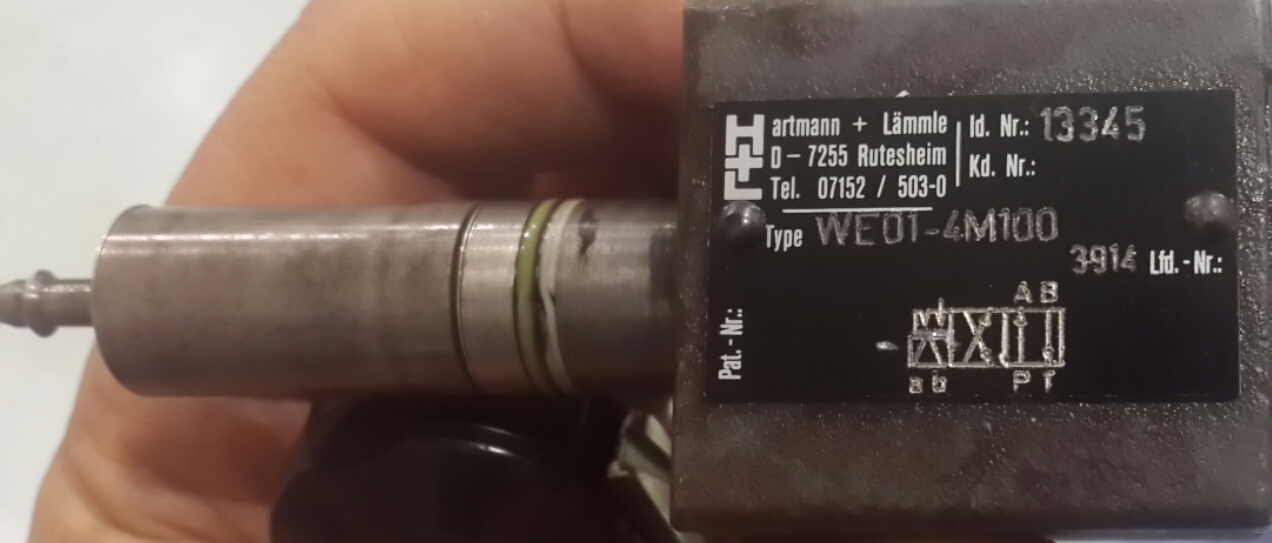 H+L
artmann + Lämmle
D-7255 Rutesheim
Tel. 07152 / 503-0
Id. Nr.: 13345
Kd. Nr.:
Type WE01-4M100
3914 Lfd.-Nr.:
Pat.-Nr.:
A B
a b
P T